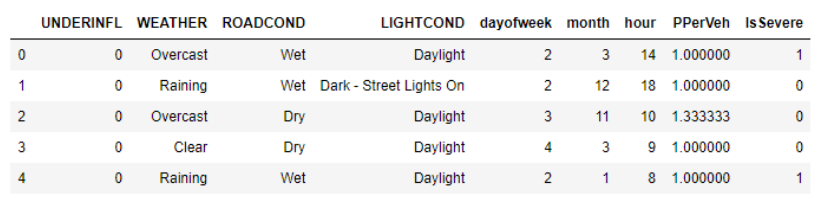 UNDERINFL WEATHER ROADCOND LIGHTCOND dayofweek month hour PPerVeh IsSevere
0 0 Overcast Wet Daylight 2 3 14 1.000000 1
1 0 Raining Wet Dark - Street Lights On 2 12 18 1.000000 0
2 0 Overcast Dry Daylight 3 11 10 1.333333 0
3 0 Clear Dry Daylight 4 3 9 1.000000 0
4 0 Raining Wet Daylight 2 1 8 1.000000 1